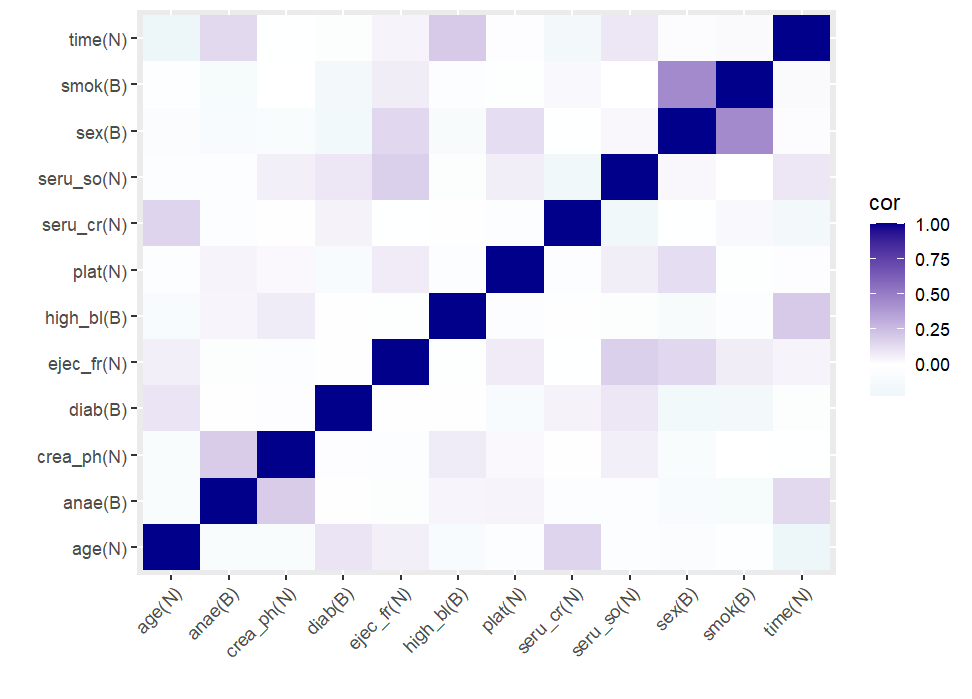 time(N)
smok(B)
sex(B)
seru_so(N)
seru_cr(N)
plat(N)
high_bl(B)
ejec_fr(N)
diab(B)
crea_ph(N)
anae(B)
age(N)
age(N)
anae(B)
crea_ph(N)
diab(B)
ejec_fr(N)
high_bl(B)
plat(N)
seru_cr(N)
seru_so(N)
sex(B)
smok(B)
time(N)
cor
1.00
0.75
0.50
0.25
0.00